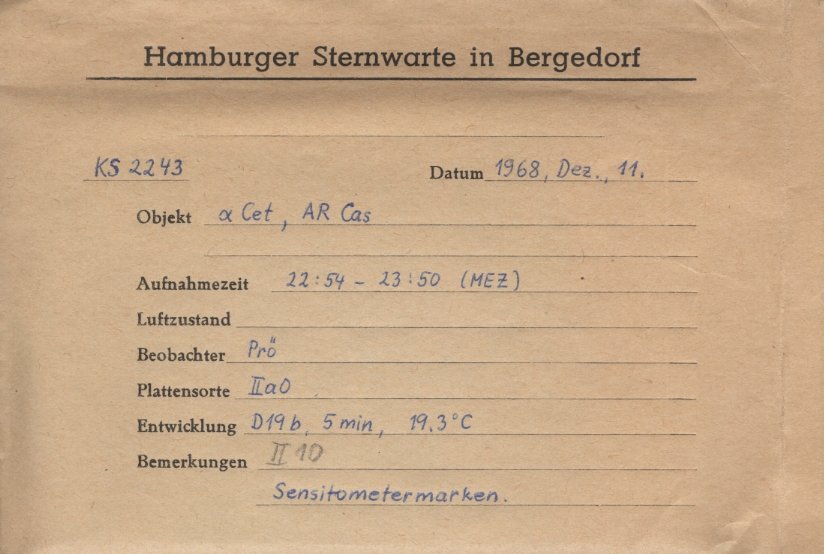 Hamburger Sternwarte in Bergedorf
KS 2243 Datum 1968, Dez., 11.
Objekt α Cet, AR Cas
Aufnahmezeit 22:54 – 23:50 (MEZ)
Luftzustand
Beobachter Prö
Plattensorte IIaO
Entwicklung D19b, 5 min, 19.3°C
Bemerkungen II 10
Sensitometermarken.